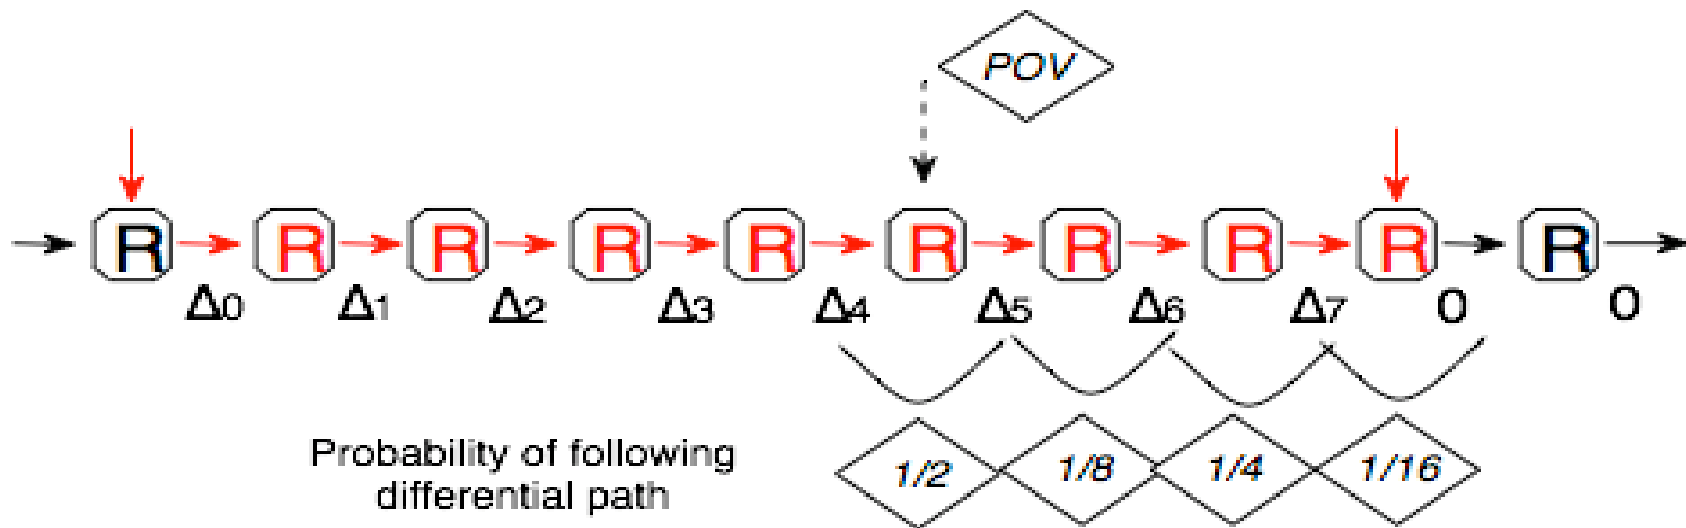 POV
R R R R R R R R R R
Δ0 Δ1 Δ2 Δ3 Δ4 Δ5 Δ6 Δ7 0 0
Probability of following
differential path
1/2 1/8 1/4 1/16